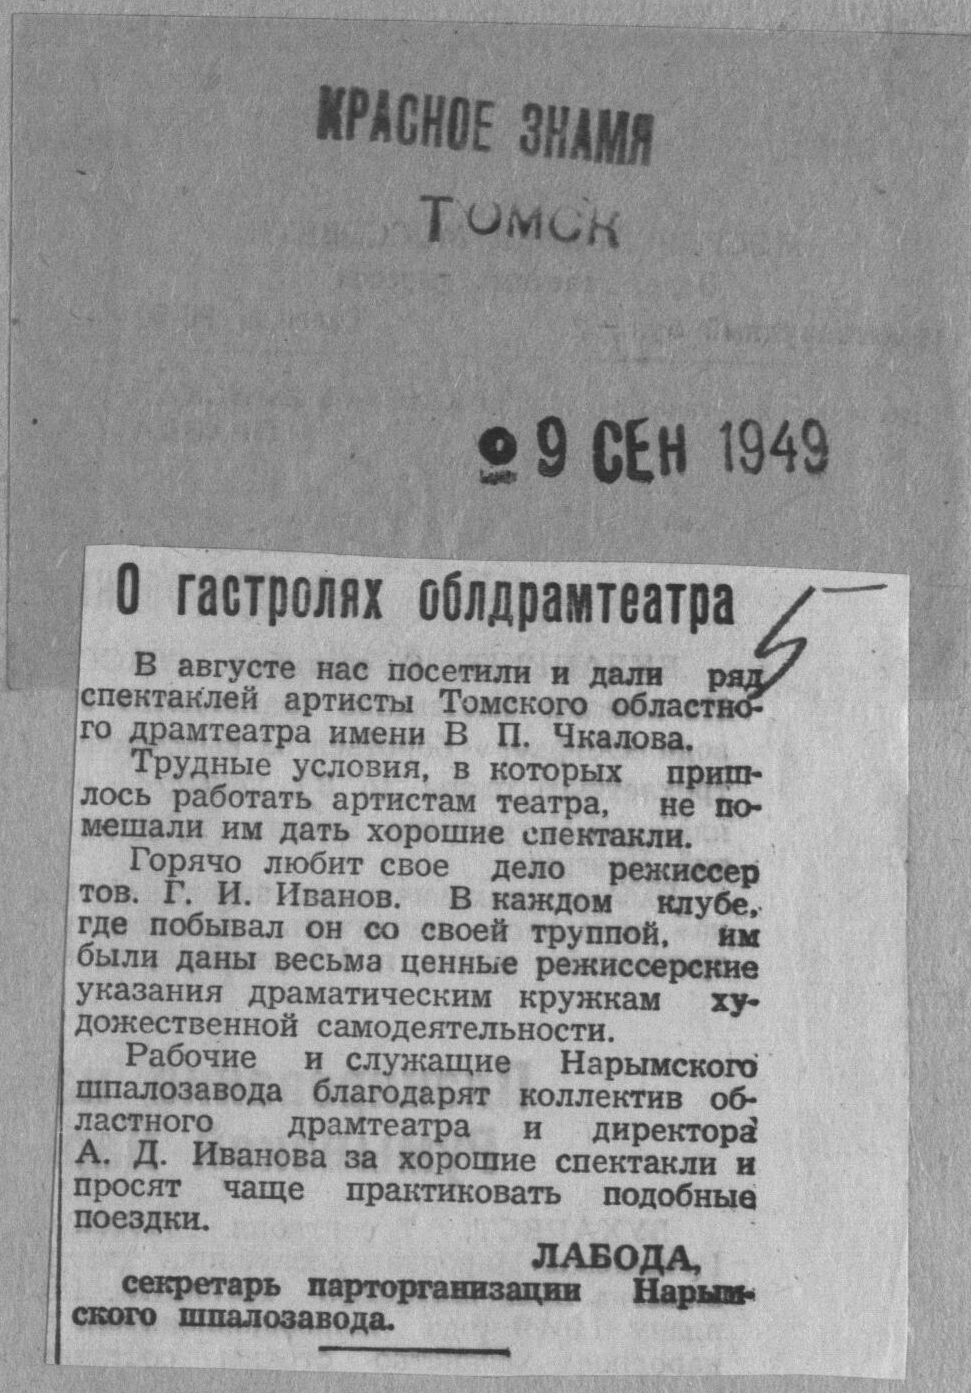 КРАСНОЕ ЗНАМЯ
ТОМСК
9 СЕН 1949
О гастролях облдрамтеатра
5
В августе нас посетили и дали ряд
спектаклей артисты Томского областно-
го драмтеатра имени В П. Чкалова.
Трудные условия, в которых приш-
лось работать артистам театра, не по-
мешали им дать хорошие спектакли.
Горячо любит свое дело режиссер
тов. Г. И. Иванов. В каждом клубе,
где побывал он со своей труппой, им
были даны весьма ценные режиссерские
указания драматическим кружкам ху-
дожественной самодеятельности.
Рабочие и служащие Нарымского
шпалозавода благодарят коллектив об-
ластного драмтеатра и директора
А. Д. Иванова за хорошие спектакли и
просят чаще практиковать подобные
поездки.
ЛАБОДА,
секретарь парторганизации Нарым-
ского шпалозавода.